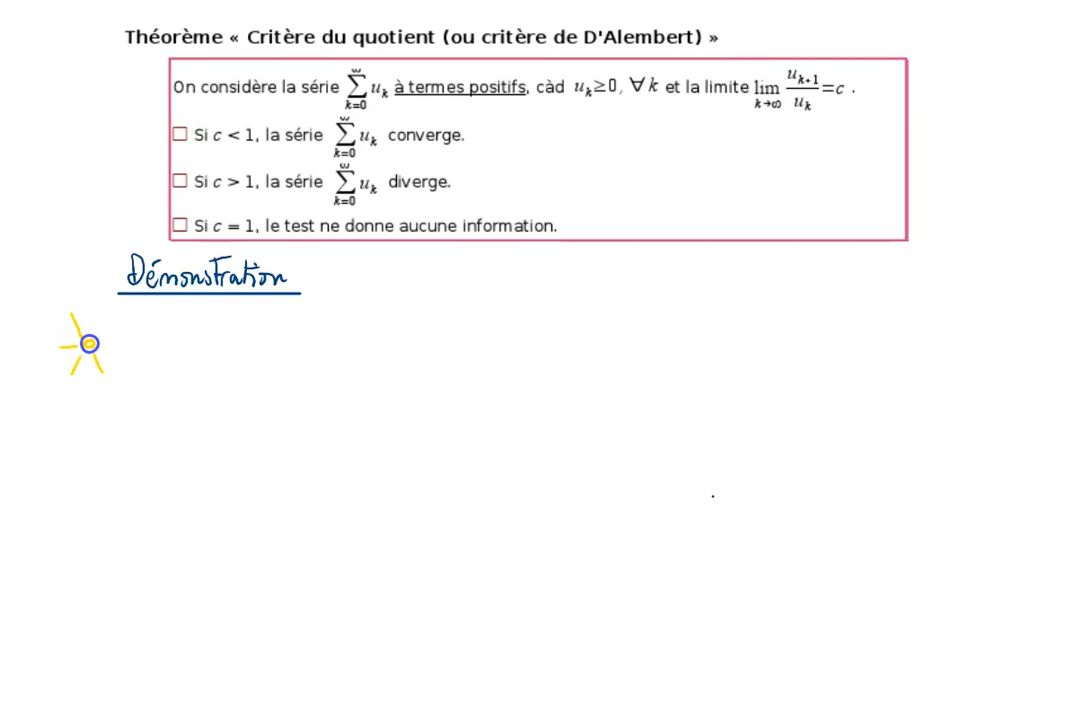 Théorème « Critère du quotient (ou critère de D'Alembert) »
On considère la série ∑_{k=0}^{∞} u_k à termes positifs, càd u_k≥0, ∀k et la limite lim_{k→∞} u_{k+1}/u_k = c .
□ Si c < 1, la série ∑_{k=0}^{∞} u_k converge.
□ Si c > 1, la série ∑_{k=0}^{∞} u_k diverge.
□ Si c = 1, le test ne donne aucune information.
Démonstration